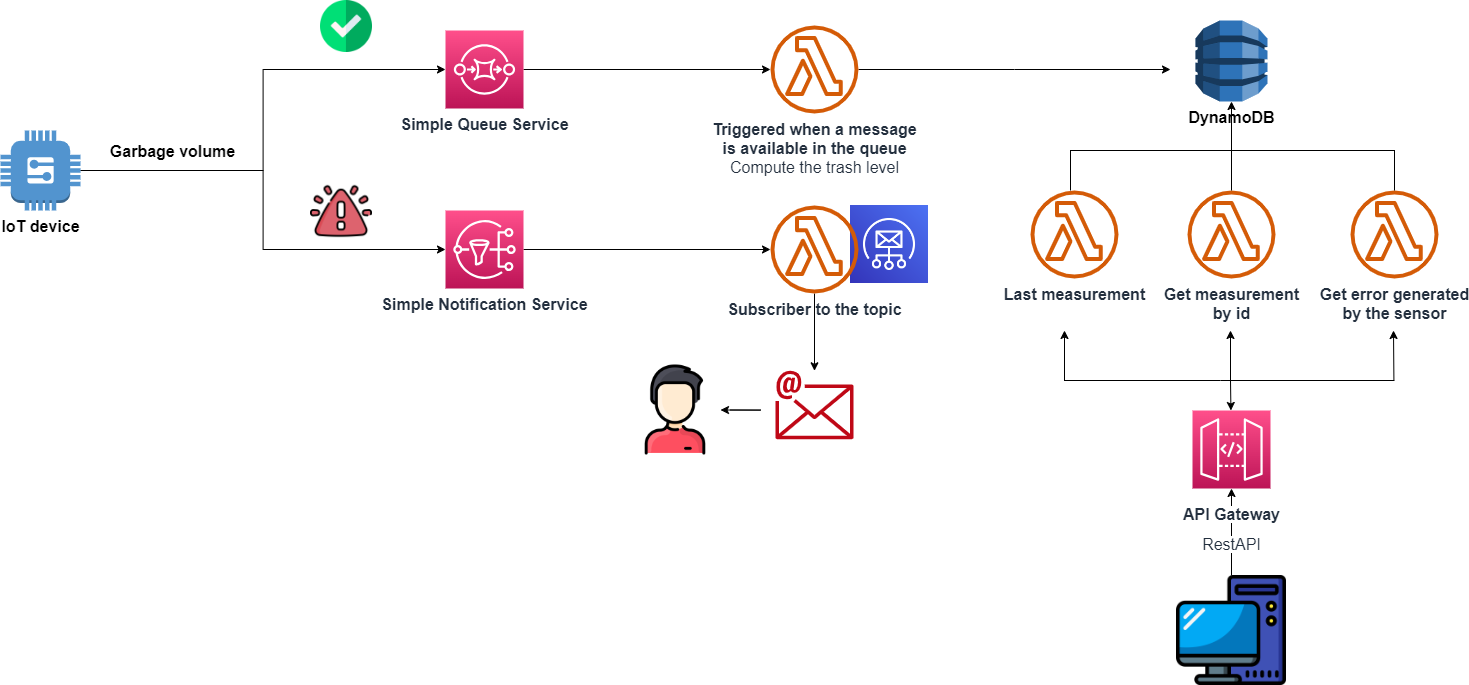 Garbage volume
IoT device
Simple Queue Service
Triggered when a message
is available in the queue
Compute the trash level
DynamoDB
Simple Notification Service
Subscriber to the topic
@
Last measurement
Get measurement
by id
Get error generated
by the sensor
</>
API Gateway
RestAPI